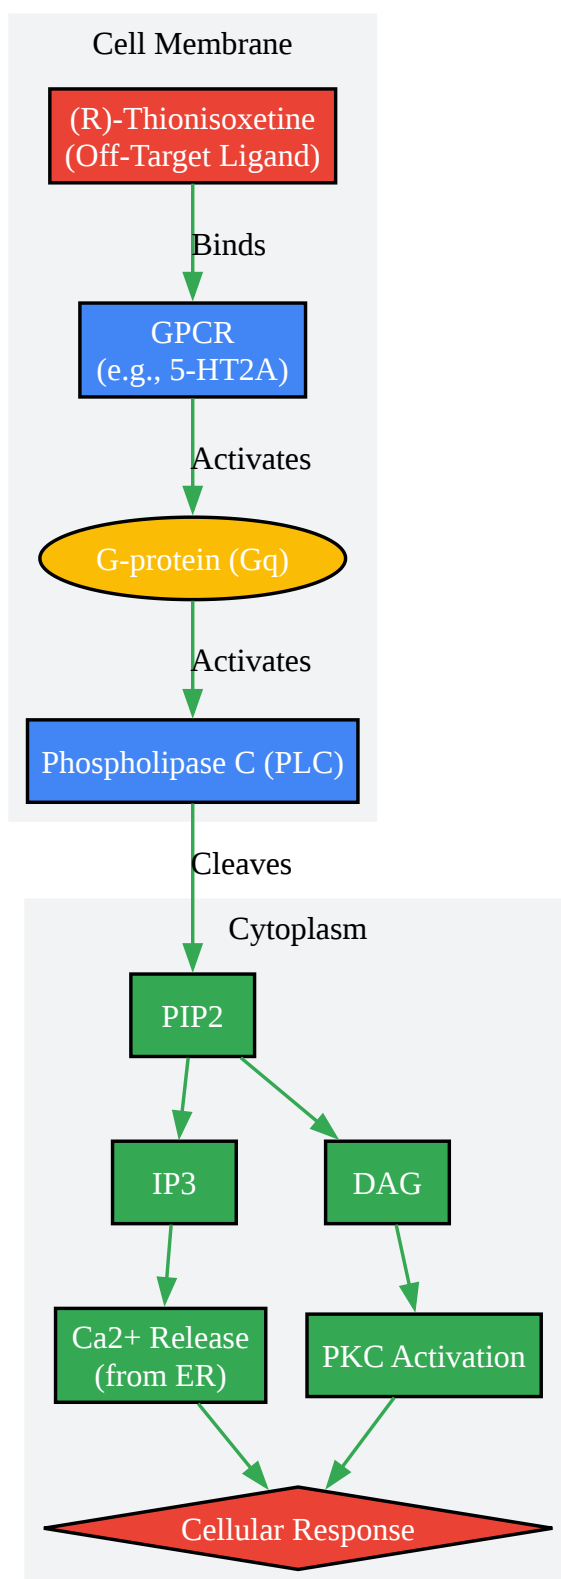 Cell Membrane
(R)-Thionisoxetine
(Off-Target Ligand)
Binds
GPCR
(e.g., 5-HT2A)
Activates
G-protein (Gq)
Activates
Phospholipase C (PLC)
Cleaves
Cytoplasm
PIP2
IP3
DAG
Ca2+ Release
(from ER)
PKC Activation
Cellular Response